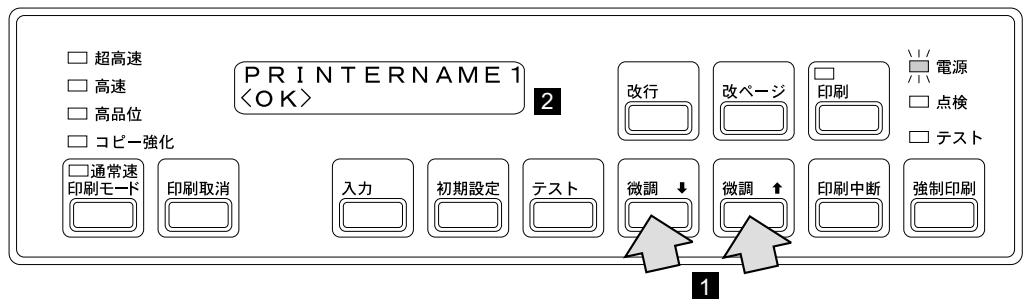 超高速
高速
高品位
コピー強化
通常速
印刷モード
印刷取消
PRINTERNAME1
<OK>
2
改行
改ページ
印刷
電源
点検
テスト
入力
初期設定
テスト
微調 ⬇
微調 ⬆
印刷中断
強制印刷
1